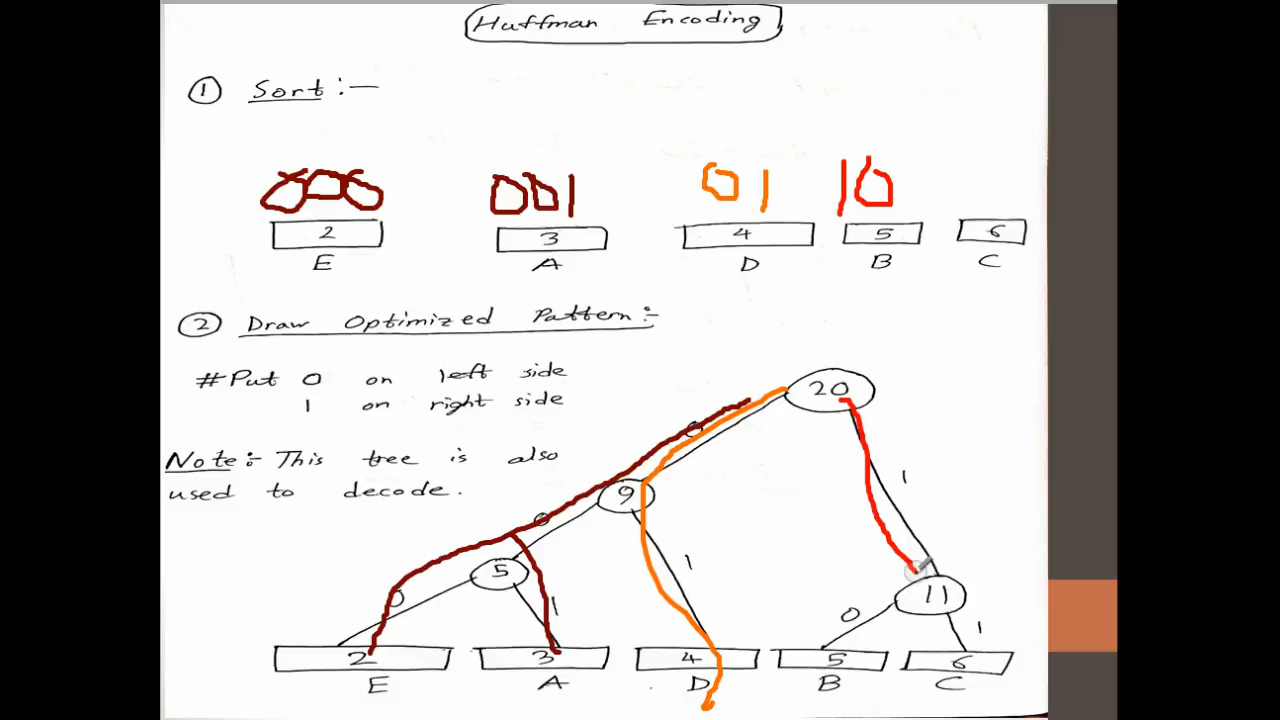 Huffman Encoding
1 Sort :-
000 001 01 10
2 3 4 5 6
E A D B C
2 Draw Optimized Pattern :-
#Put 0 on left side
1 on right side
Note :- This tree is also
used to decode.
20
0 1
9
0 1
5 11
0 1 0 1
2 3 4 5 6
E A D B C